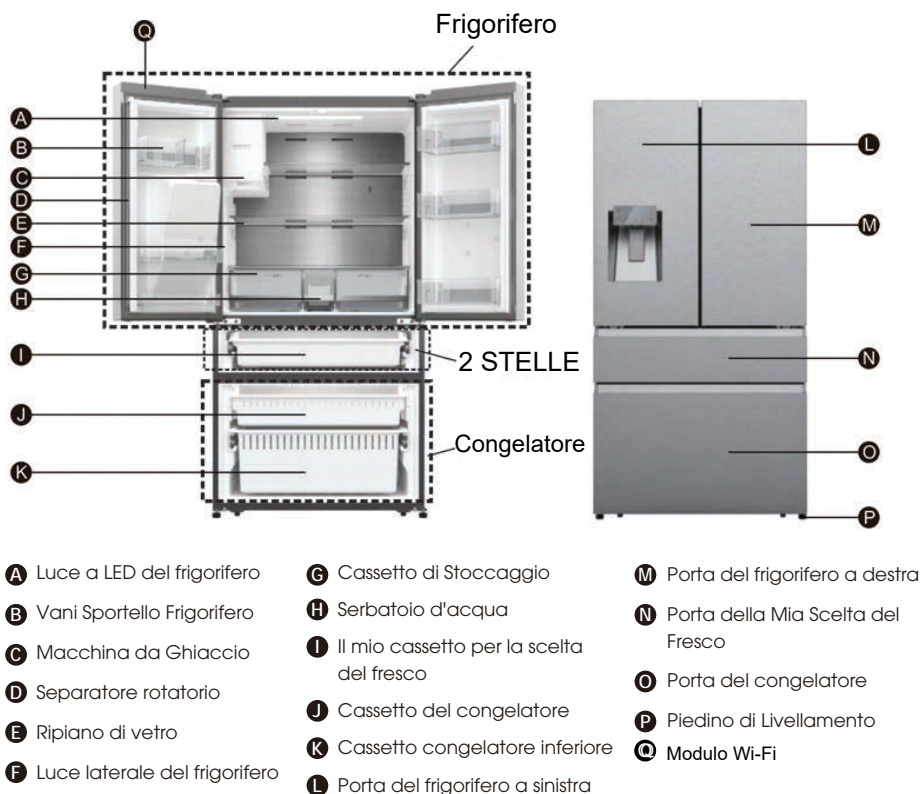 Frigorifero
Q
A
B
C
D
E
F
G
H
I
2 STELLE
J
Congelatore
K
L
M
N
O
P
A Luce a LED del frigorifero
B Vani Sportello Frigorifero
C Macchina da Ghiaccio
D Separatore rotatorio
E Ripiano di vetro
F Luce laterale del frigorifero
G Cassetto di Stoccaggio
H Serbatoio d'acqua
I Il mio cassetto per la scelta
del fresco
J Cassetto del congelatore
K Cassetto congelatore inferiore
L Porta del frigorifero a sinistra
M Porta del frigorifero a destra
N Porta della Mia Scelta del
Fresco
O Porta del congelatore
P Piedino di Livellamento
Q Modulo Wi-Fi